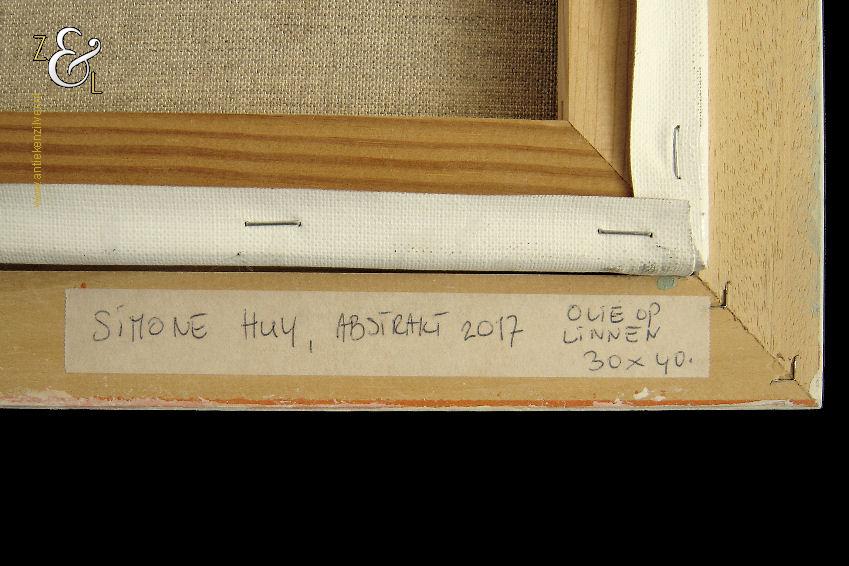 Z & L
www.antiekenzilver.nl
SiMONE HUY, ABSTRAKT 2017
OLiE OP
LiNNEN
30x40.